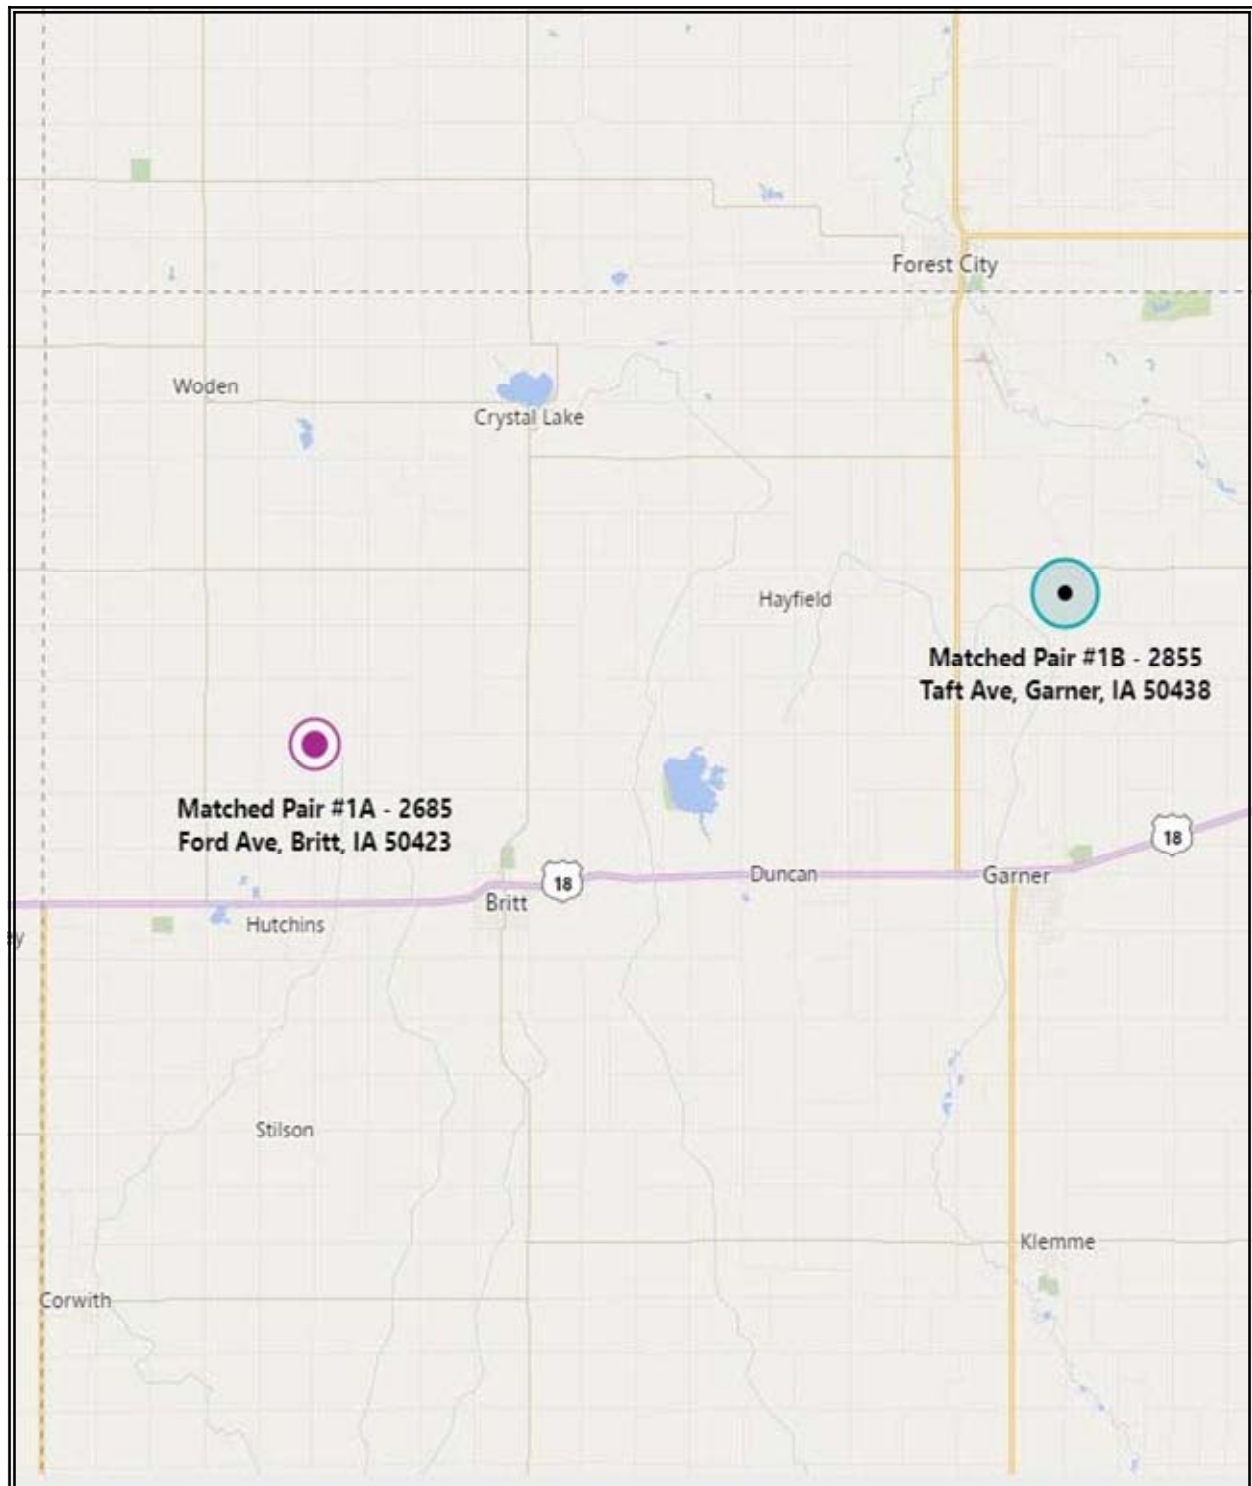 Forest City
Woden
Crystal Lake
Hayfield
Matched Pair #1B - 2855
Taft Ave, Garner, IA 50438
Matched Pair #1A - 2685
Ford Ave, Britt, IA 50423
18
18
Duncan
Garner
Britt
Hutchins
ey
Stilson
Klemme
Corwith